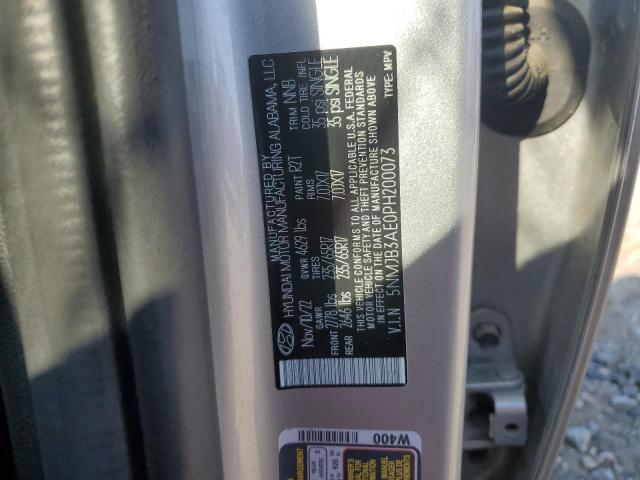 MANUFACTURED BY
HYUNDAI MOTOR MANUFACTURING ALABAMA, LLC
Nov/10/22 GVWR 4629 lbs PAINT R2T TRIM NNB
GAWR TIRES RIMS COLD TIRE INFL
FRONT 2778 lbs 235/65R17 7.0JX17 35 psi SINGLE
REAR 2646 lbs 235/65R17 7.0JX17 35 psi SINGLE
THIS VEHICLE CONFORMS TO ALL APPLICABLE U.S.A. FEDERAL
MOTOR VEHICLE SAFETY AND THEFT PREVENTION STANDARDS
IN EFFECT ON THE DATE OF MANUFACTURE SHOWN ABOVE
V.I.N 5NMJB3AE0PH200073 TYPE: MPV
W400